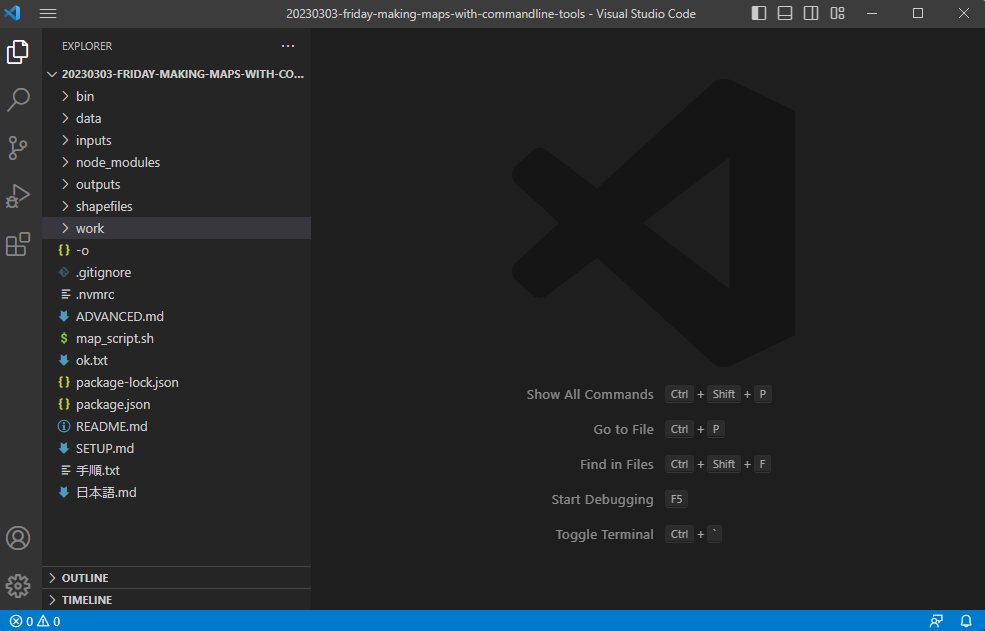 20230303-friday-making-maps-with-commandline-tools - Visual Studio Code
EXPLORER
20230303-FRIDAY-MAKING-MAPS-WITH-CO...
bin
data
inputs
node_modules
outputs
shapefiles
work
{} -o
.gitignore
.nvmrc
ADVANCED.md
$ map_script.sh
ok.txt
{} package-lock.json
{} package.json
README.md
SETUP.md
手順.txt
日本語.md
OUTLINE
TIMELINE
Show All Commands Ctrl + Shift + P
Go to File Ctrl + P
Find in Files Ctrl + Shift + F
Start Debugging F5
Toggle Terminal Ctrl + `
0 0